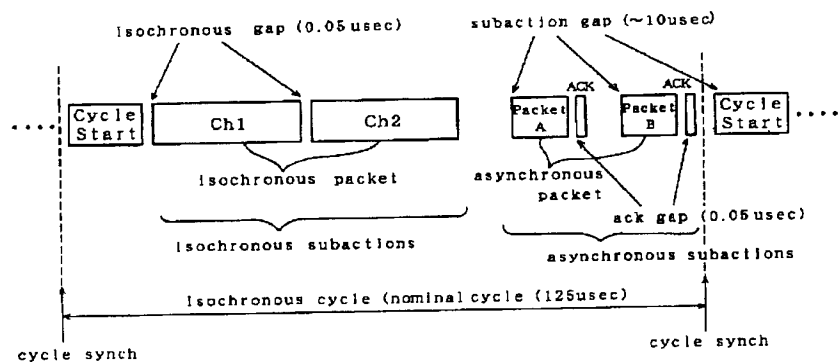 Isochronous gap (0.05usec)
subaction gap (~10usec)
ACK
ACK
Cycle
Start
Ch1
Ch2
Packet
A
Packet
B
Cycle
Start
isochronous packet
asynchronous
packet
ack gap (0.05usec)
isochronous subactions
asynchronous subactions
Isochronous cycle (nominal cycle (125usec)
cycle synch
cycle synch